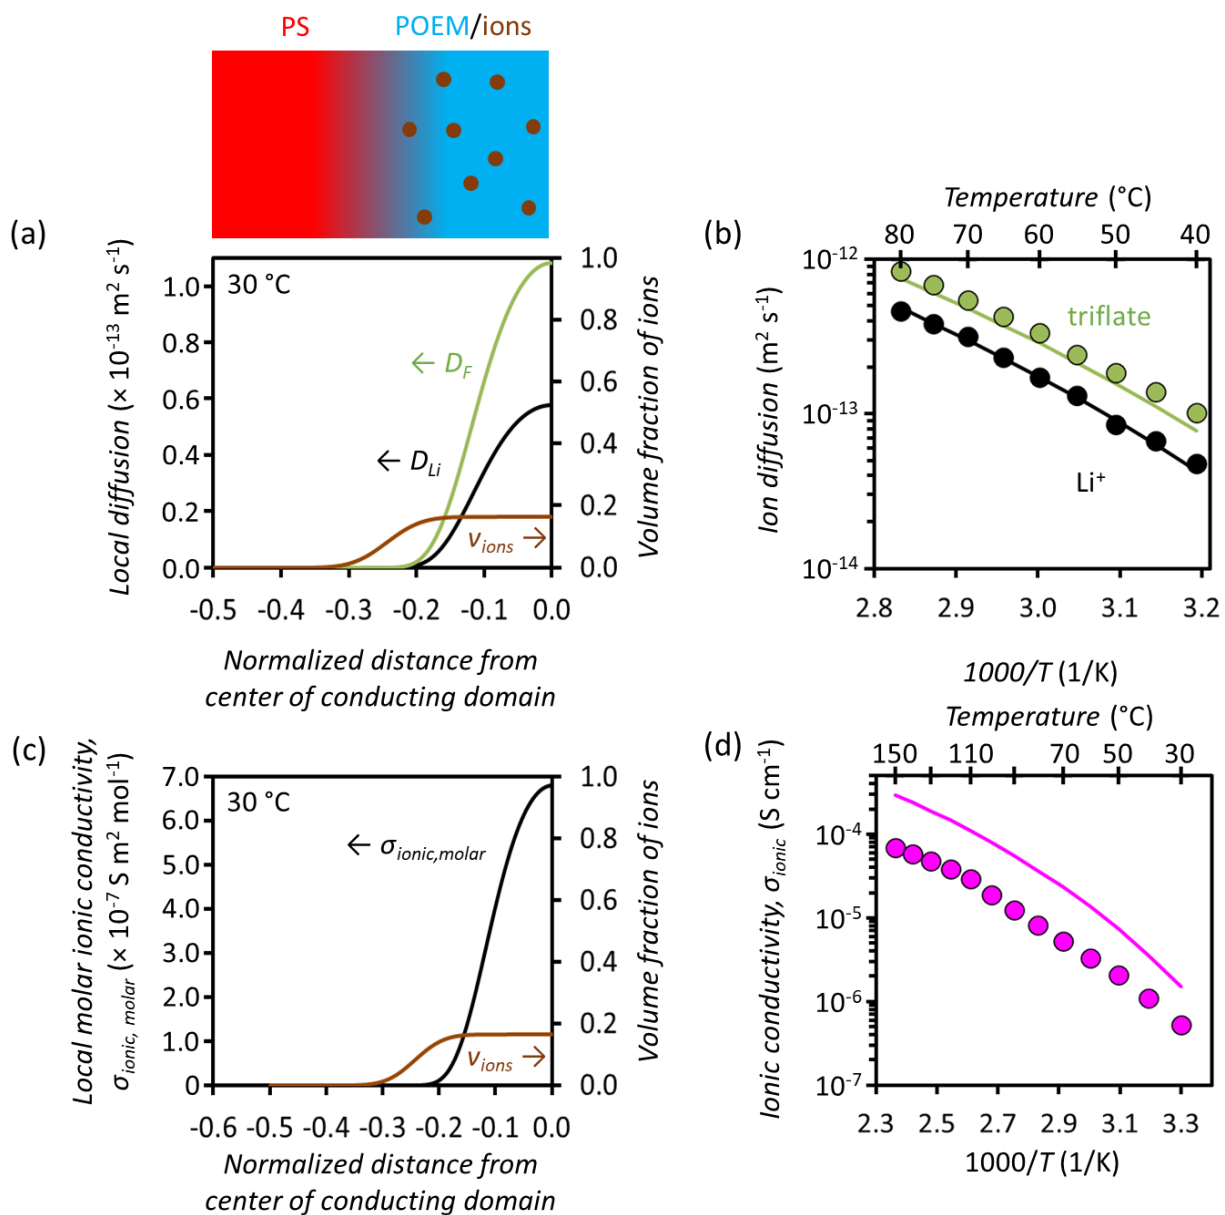 PS POEM/ions
(a)
30 °C
Local diffusion (× 10⁻¹³ m² s⁻¹)
1.0
0.8
0.6
0.4
0.2
0.0
← D_F
← D_Li
ν_ions →
1.0
0.8
0.6
0.4
0.2
0.0
Volume fraction of ions
-0.5 -0.4 -0.3 -0.2 -0.1 0.0
Normalized distance from
center of conducting domain
(b)
Temperature (°C)
80 70 60 50 40
Ion diffusion (m² s⁻¹)
10⁻¹²
10⁻¹³
10⁻¹⁴
triflate
Li⁺
2.8 2.9 3.0 3.1 3.2
1000/T (1/K)
(c)
30 °C
Local molar ionic conductivity,
σ_ionic, molar (× 10⁻⁷ S m² mol⁻¹)
7.0
6.0
5.0
4.0
3.0
2.0
1.0
0
← σ_ionic,molar
ν_ions →
1.0
0.8
0.6
0.4
0.2
0.0
Volume fraction of ions
-0.6 -0.5 -0.4 -0.3 -0.2 -0.1 0.0
Normalized distance from
center of conducting domain
(d)
Temperature (°C)
150 110 70 50 30
Ionic conductivity, σ_ionic (S cm⁻¹)
10⁻⁴
10⁻⁵
10⁻⁶
10⁻⁷
2.3 2.5 2.7 2.9 3.1 3.3
1000/T (1/K)